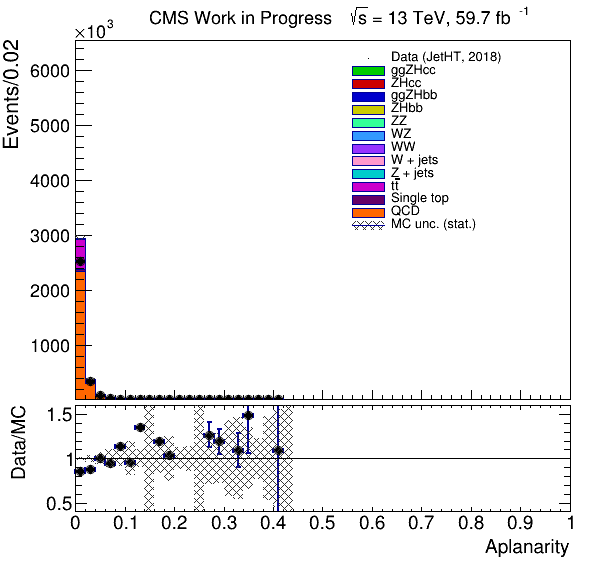 CMS Work in Progress √s = 13 TeV, 59.7 fb⁻¹
×10³
Events/0.02
6000
5000
4000
3000
2000
1000
Data (JetHT, 2018)
ggZHcc
ZHcc
ggZHbb
ZHbb
ZZ
WZ
WW
W + jets
Z + jets
tt̅
Single top
QCD
MC unc. (stat.)
Data/MC
1.5
1
0.5
0 0.1 0.2 0.3 0.4 0.5 0.6 0.7 0.8 0.9 1
Aplanarity